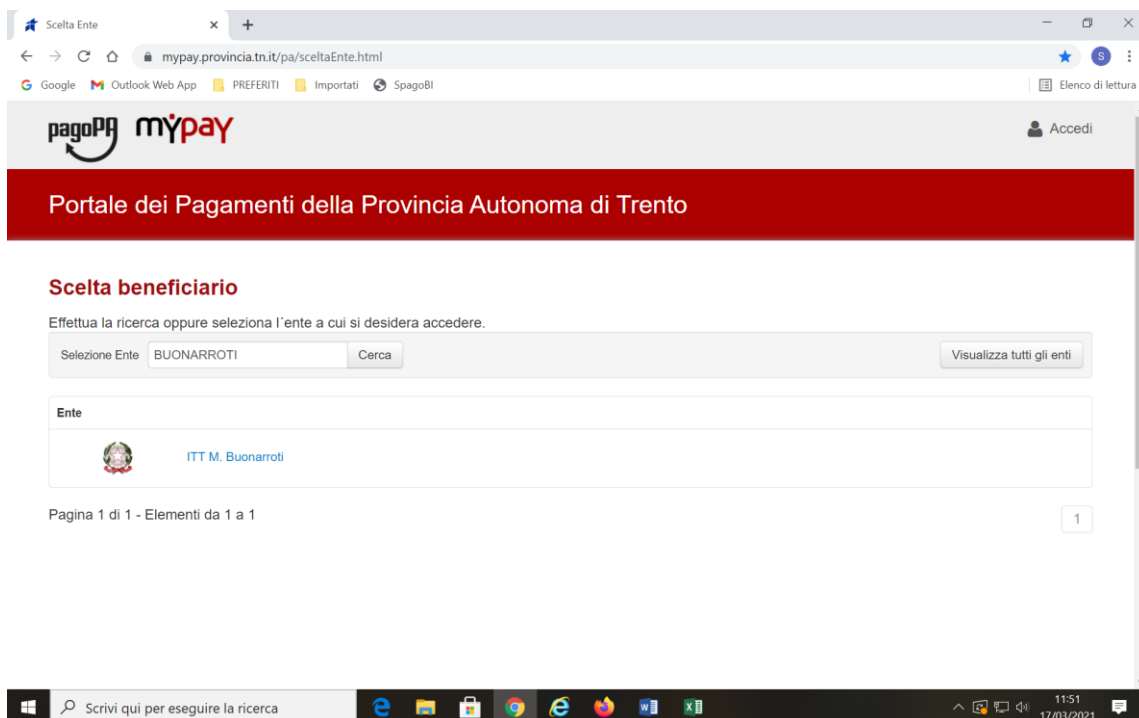 Scelta Ente
mypay.provincia.tn.it/pa/sceltaEnte.html
S
Google Outlook Web App PREFERITI Importati SpagoBI Elenco di lettura
pagoPA mypay Accedi
Portale dei Pagamenti della Provincia Autonoma di Trento
Scelta beneficiario
Effettua la ricerca oppure seleziona l´ente a cui si desidera accedere.
Selezione Ente BUONARROTI Cerca Visualizza tutti gli enti
Ente
ITT M. Buonarroti
Pagina 1 di 1 - Elementi da 1 a 1 1
Scrivi qui per eseguire la ricerca 11:51
17/03/2021